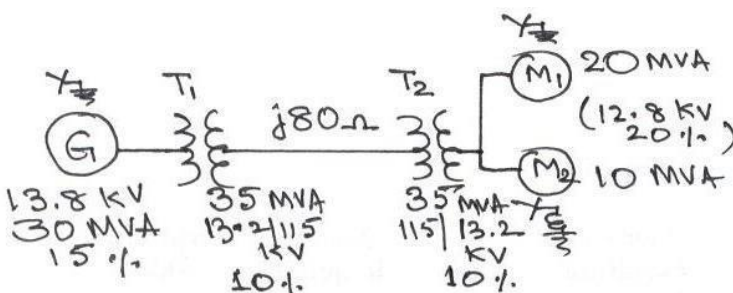 G
13.8 KV
30 MVA
15 %
T1
35 MVA
13.2/115
KV
10%
j80Ω
T2
35 MVA
115/13.2
KV
10%
M1
20 MVA
(12.8 KV
20%)
M2
10 MVA